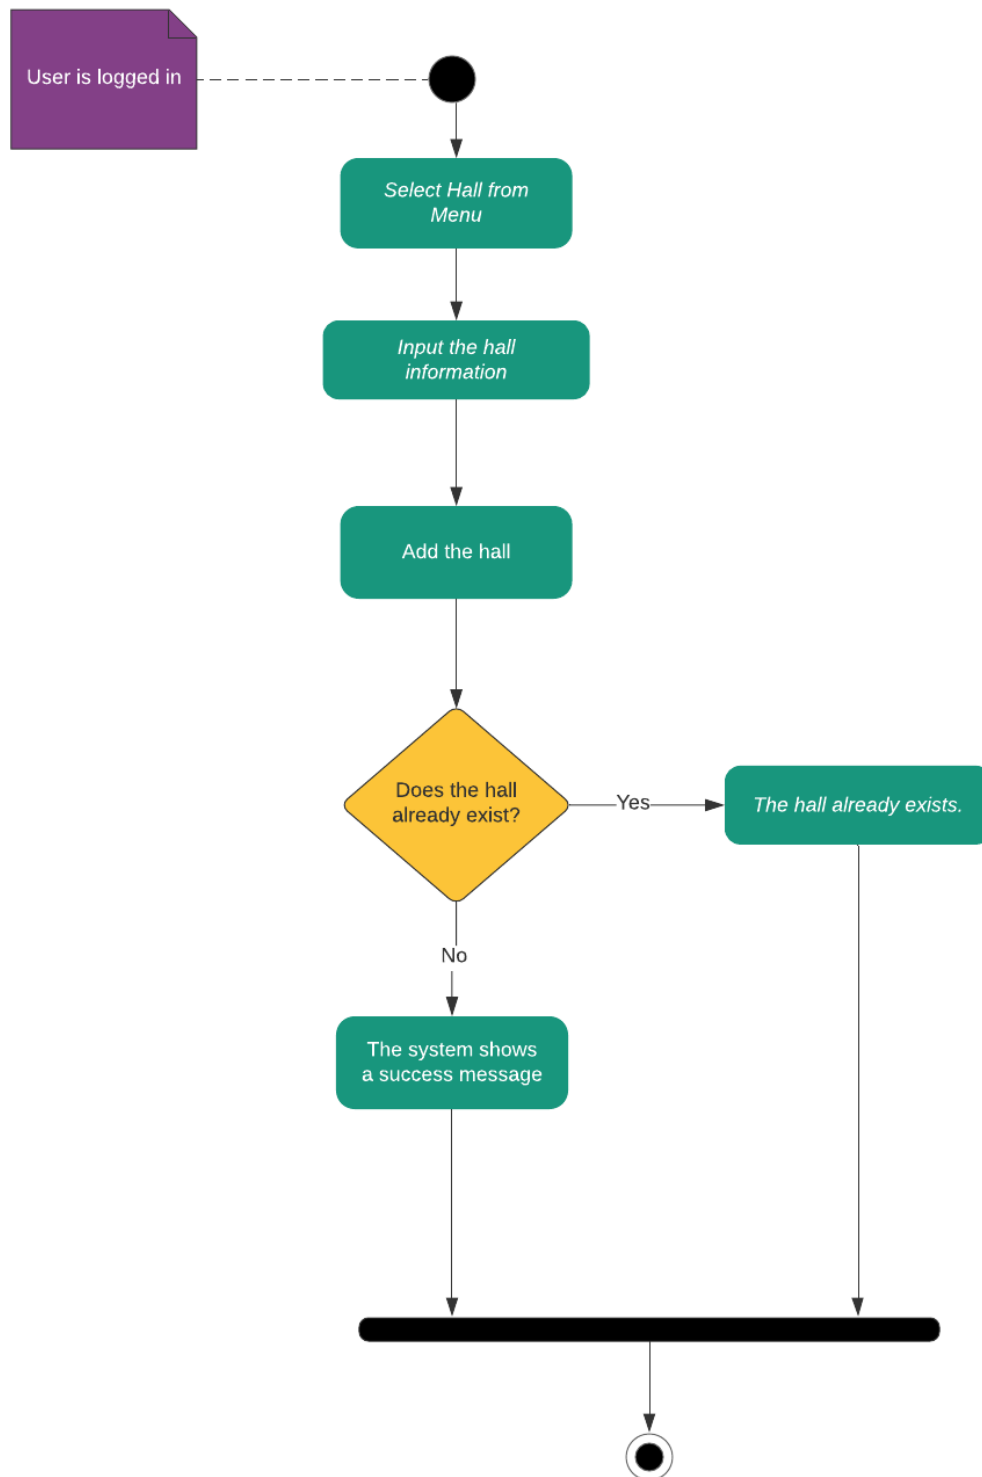 User is logged in
Select Hall from
Menu
Input the hall
information
Add the hall
Does the hall
already exist?
Yes
The hall already exists.
No
The system shows
a success message